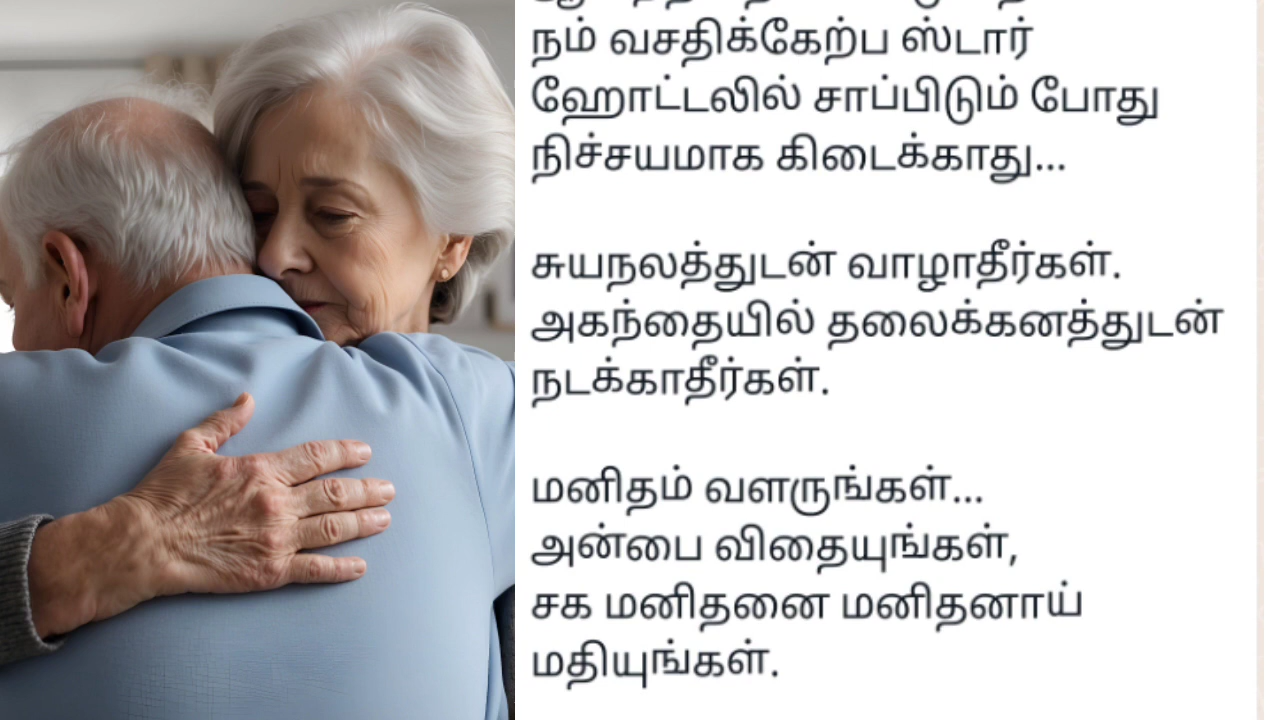 நம் வசதிக்கேற்ப ஸ்டார்
ஹோட்டலில் சாப்பிடும் போது
நிச்சயமாக கிடைக்காது...
சுயநலத்துடன் வாழாதீர்கள்.
அகந்தையில் தலைக்கனத்துடன்
நடக்காதீர்கள்.
மனிதம் வளருங்கள்...
அன்பை விதையுங்கள்,
சக மனிதனை மனிதனாய்
மதியுங்கள்.